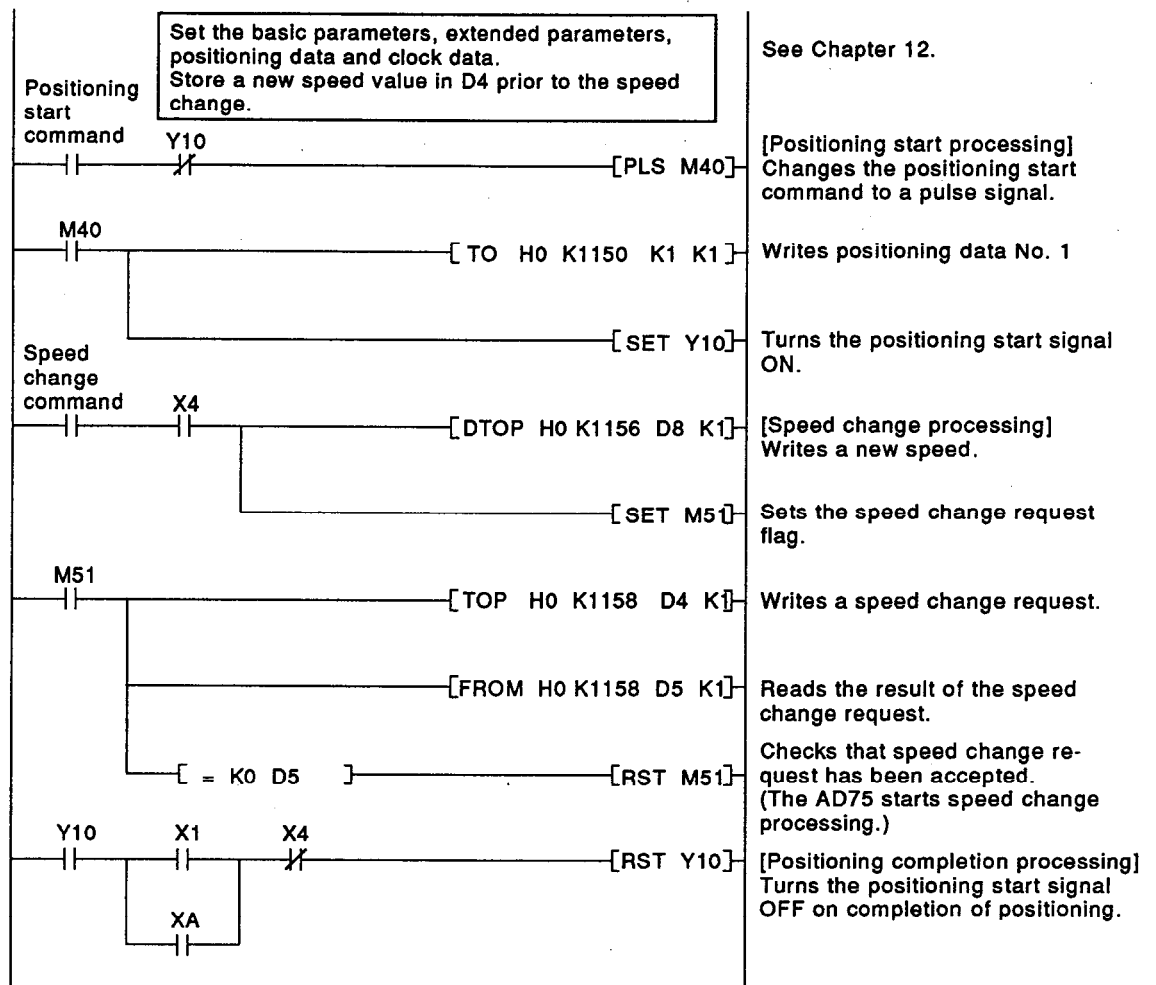 Set the basic parameters, extended parameters,
positioning data and clock data.
Store a new speed value in D4 prior to the speed
change.
See Chapter 12.
Positioning
start
command
Y10
[PLS M40]
[Positioning start processing]
Changes the positioning start
command to a pulse signal.
M40
[ TO H0 K1150 K1 K1 ]
Writes positioning data No. 1
[SET Y10]
Turns the positioning start signal
ON.
Speed
change
command
X4
[DTOP H0 K1156 D8 K1]
[Speed change processing]
Writes a new speed.
[SET M51]
Sets the speed change request
flag.
M51
[TOP H0 K1158 D4 K1]
Writes a speed change request.
[FROM H0 K1158 D5 K1]
Reads the result of the speed
change request.
[ = K0 D5 ]
[RST M51]
Checks that speed change re-
quest has been accepted.
(The AD75 starts speed change
processing.)
Y10
X1
X4
[RST Y10]
[Positioning completion processing]
Turns the positioning start signal
OFF on completion of positioning.
XA